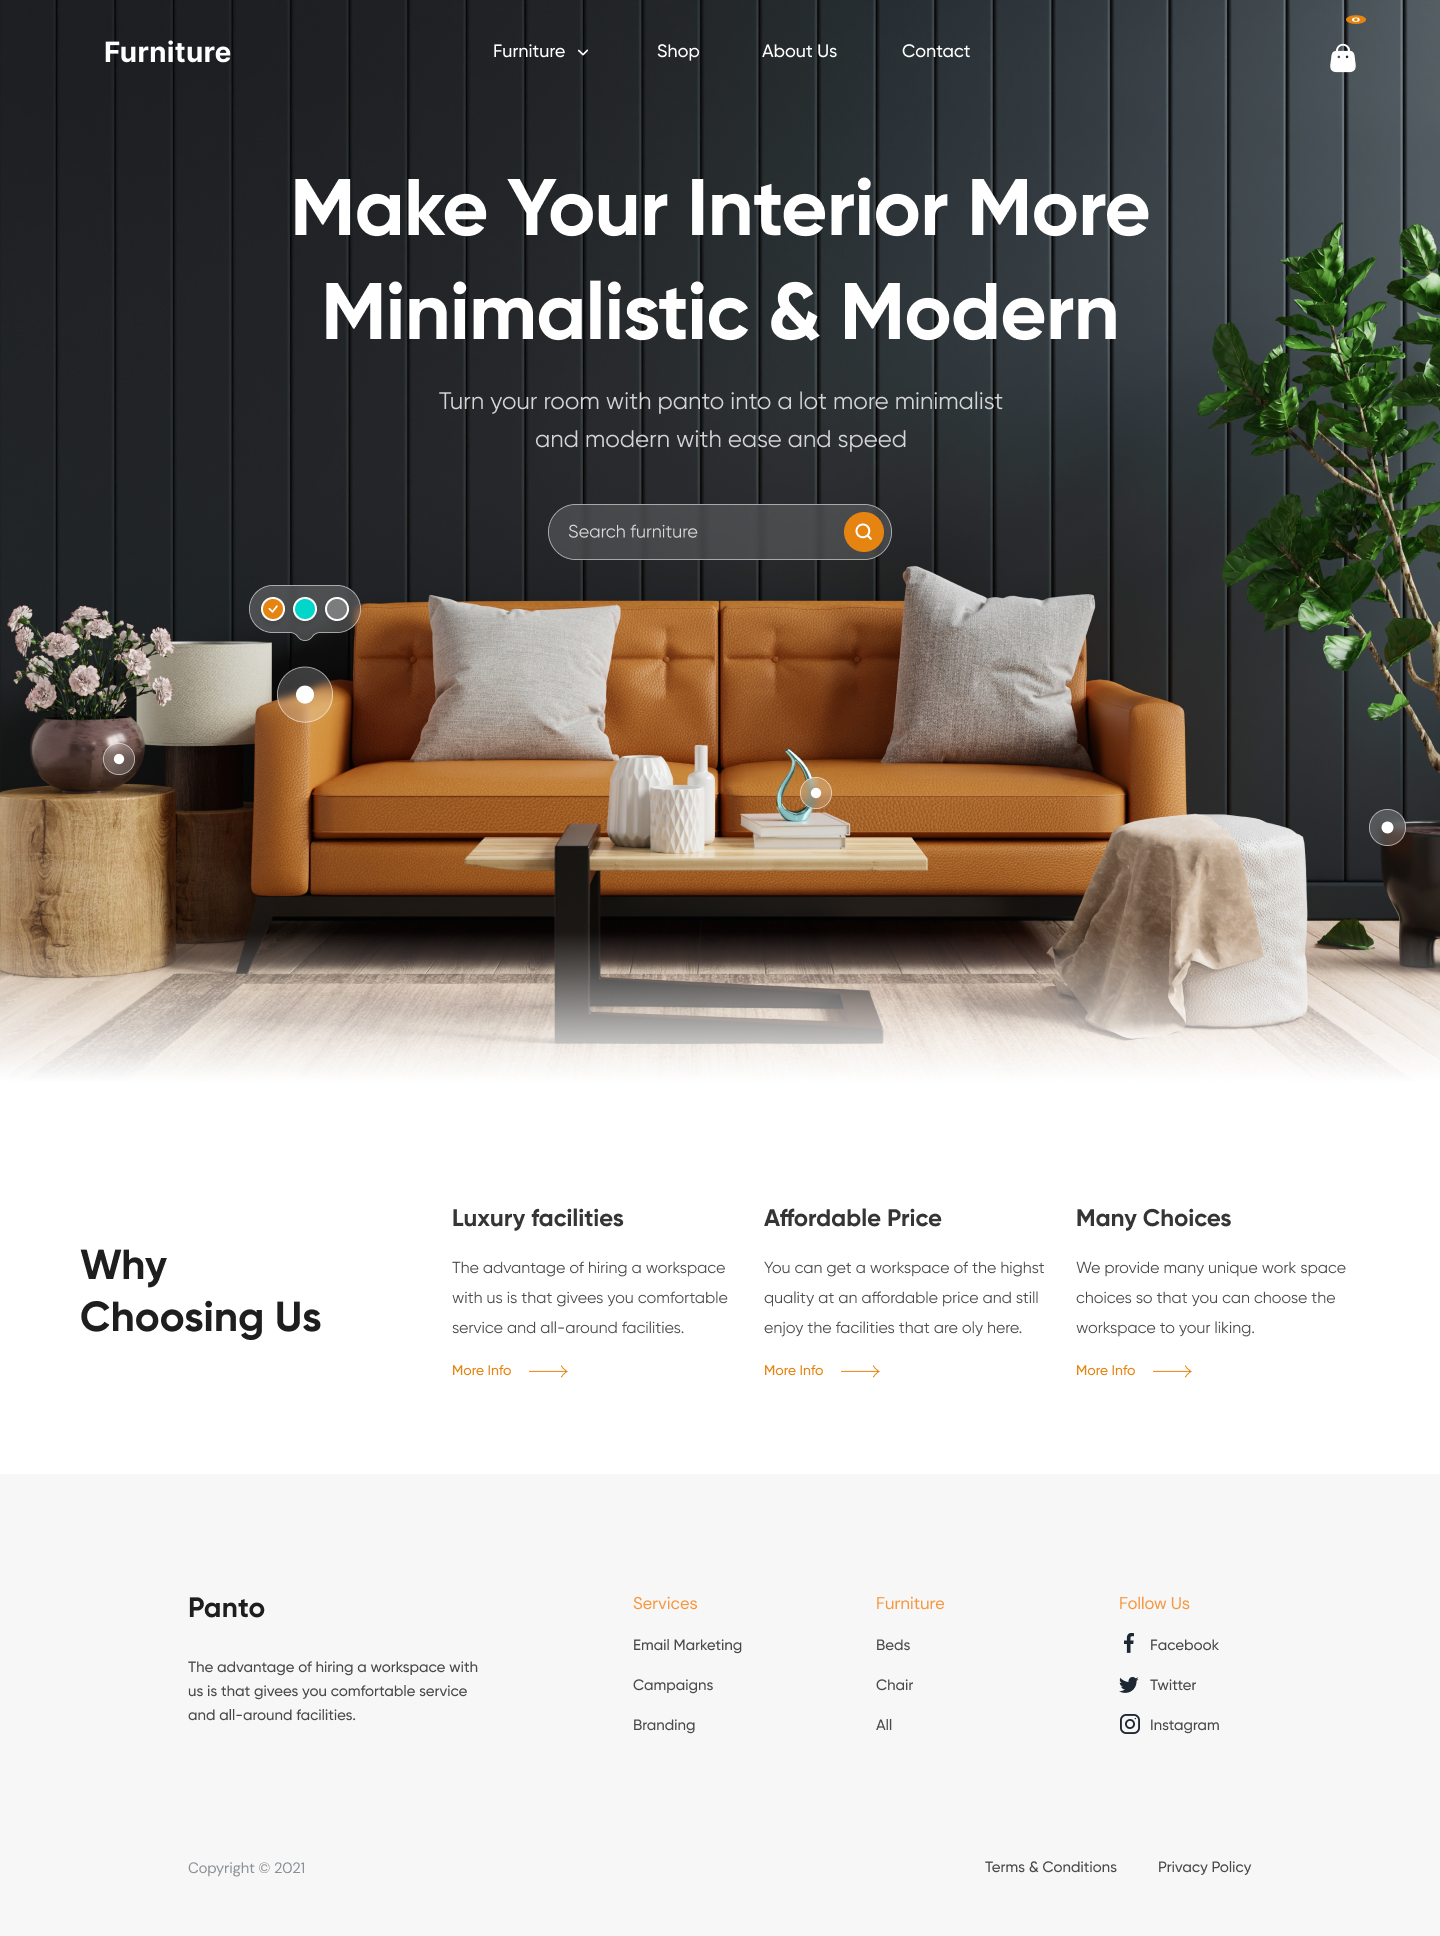 Furniture
Furniture
Shop
About Us
Contact
Make Your Interior More
Minimalistic & Modern
Turn your room with panto into a lot more minimalist
and modern with ease and speed
Search furniture
Why
Choosing Us
Luxury facilities
The advantage of hiring a workspace
with us is that givees you comfortable
service and all-around facilities.
More Info
Affordable Price
You can get a workspace of the highst
quality at an affordable price and still
enjoy the facilities that are oly here.
More Info
Many Choices
We provide many unique work space
choices so that you can choose the
workspace to your liking.
More Info
Panto
The advantage of hiring a workspace with
us is that givees you comfortable service
and all-around facilities.
Services
Email Marketing
Campaigns
Branding
Furniture
Beds
Chair
All
Follow Us
Facebook
Twitter
Instagram
Copyright © 2021
Terms & Conditions
Privacy Policy